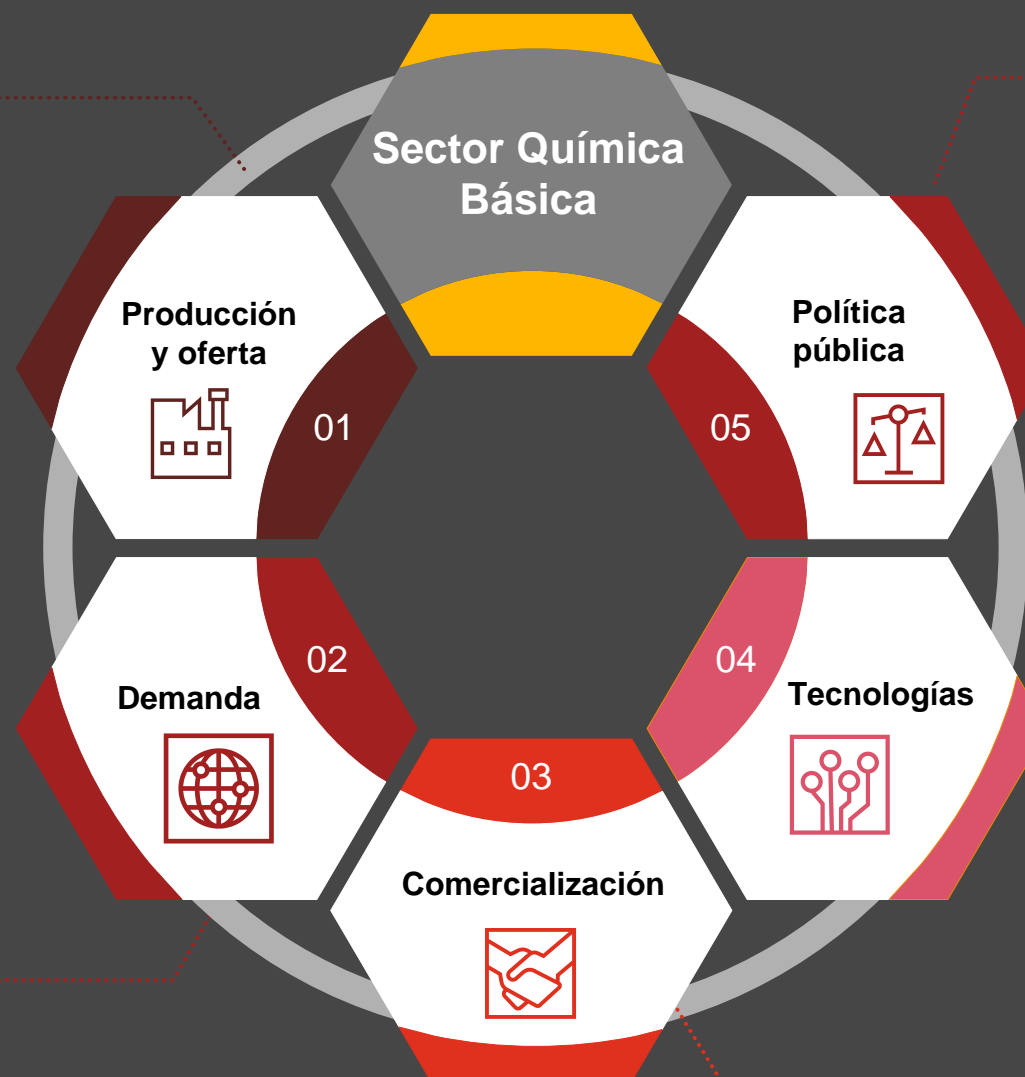 Sector Química
Básica
Producción
y oferta
01
02
Demanda
03
Comercialización
04
Tecnologías
05
Política
pública